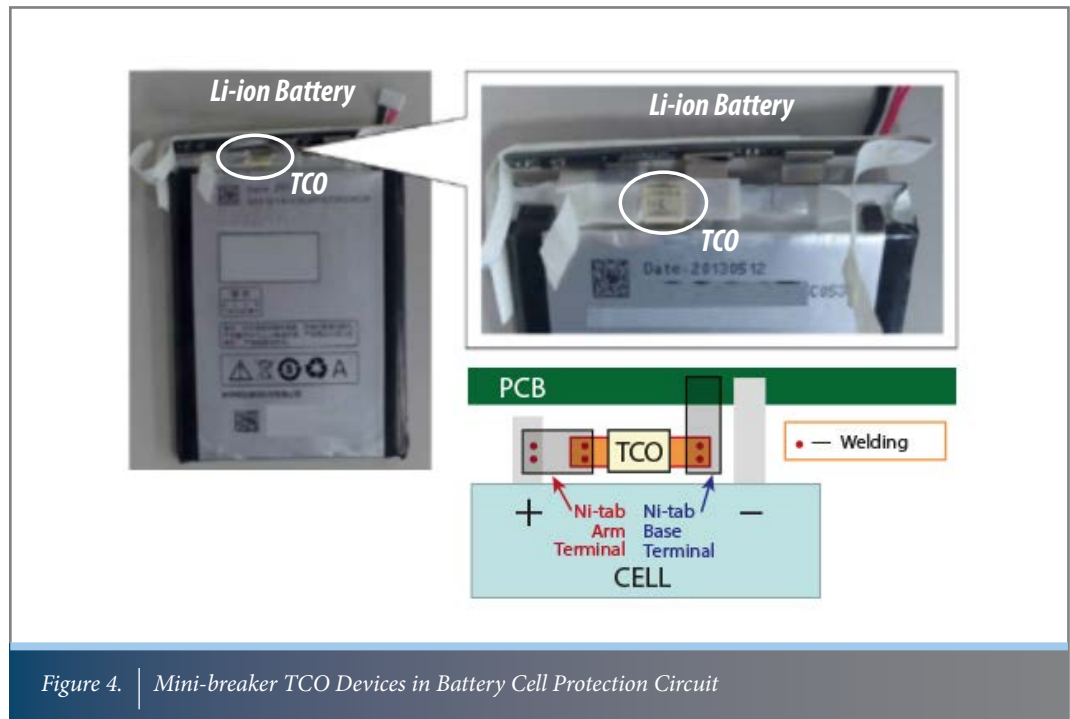 Li-ion Battery
TCO
Li-ion Battery
TCO
Date-20130512
C053
PCB
TCO
• — Welding
+
Ni-tab
Arm
Terminal
Ni-tab
Base
Terminal
—
CELL
Figure 4. | Mini-breaker TCO Devices in Battery Cell Protection Circuit